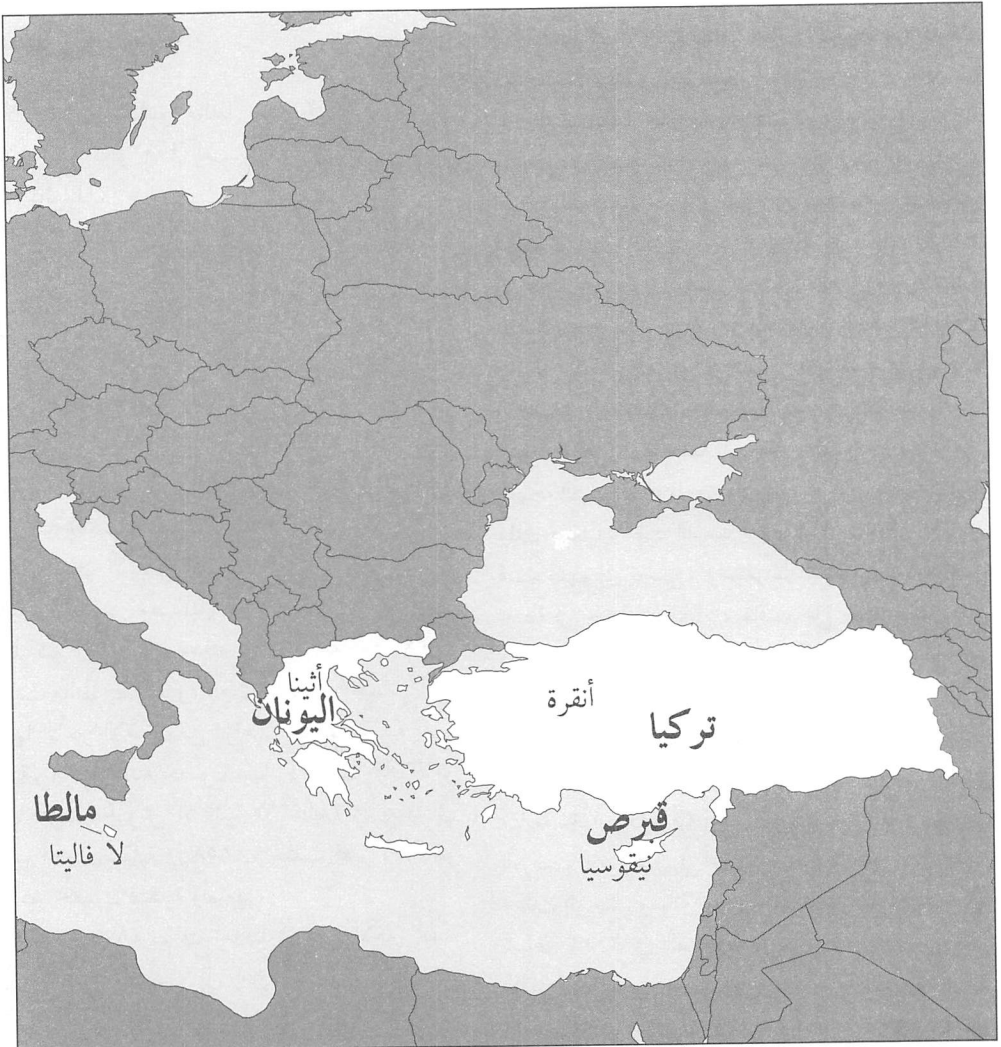 أثينا
اليونان
أنقرة
تركيا
مالطا
لا فاليتا
قبرص
نيقوسيا